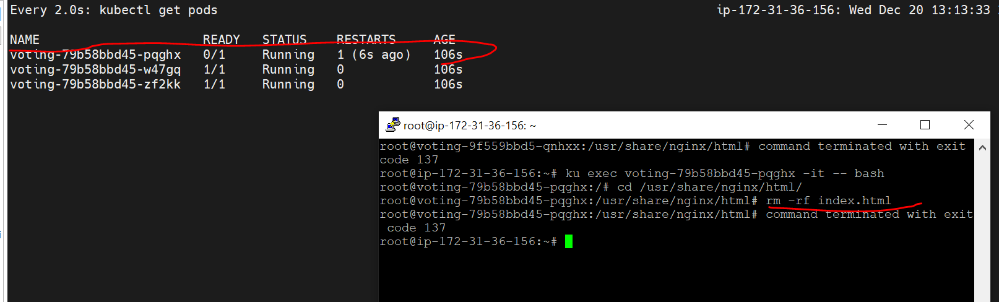 Every 2.0s: kubectl get pods ip-172-31-36-156: Wed Dec 20 13:13:33
NAME READY STATUS RESTARTS AGE
voting-79b58bbd45-pqghx 0/1 Running 1 (6s ago) 106s
voting-79b58bbd45-w47gq 1/1 Running 0 106s
voting-79b58bbd45-zf2kk 1/1 Running 0 106s
root@ip-172-31-36-156: ~
root@voting-9f559bbd5-qnhxx:/usr/share/nginx/html# command terminated with exit
code 137
root@ip-172-31-36-156:~# ku exec voting-79b58bbd45-pqghx -it -- bash
root@voting-79b58bbd45-pqghx:/# cd /usr/share/nginx/html/
root@voting-79b58bbd45-pqghx:/usr/share/nginx/html# rm -rf index.html
root@voting-79b58bbd45-pqghx:/usr/share/nginx/html# command terminated with exit
code 137
root@ip-172-31-36-156:~#